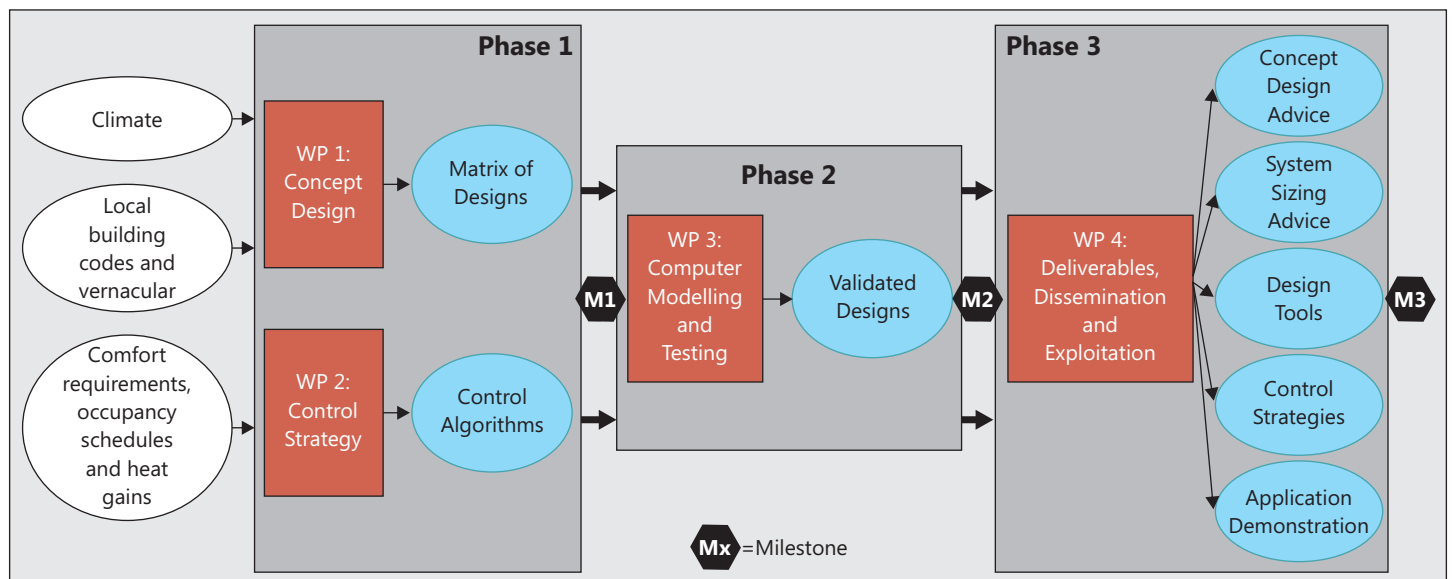 Phase 1
Climate
Local
building
codes and
vernacular
Comfort
requirements,
occupancy
schedules
and heat
gains
WP 1:
Concept
Design
Matrix of
Designs
WP 2:
Control
Strategy
Control
Algorithms
M1
Phase 2
WP 3:
Computer
Modelling
and
Testing
Validated
Designs
M2
Phase 3
WP 4:
Deliverables,
Dissemination
and
Exploitation
Concept
Design
Advice
System
Sizing
Advice
Design
Tools
Control
Strategies
Application
Demonstration
M3
Mx =Milestone